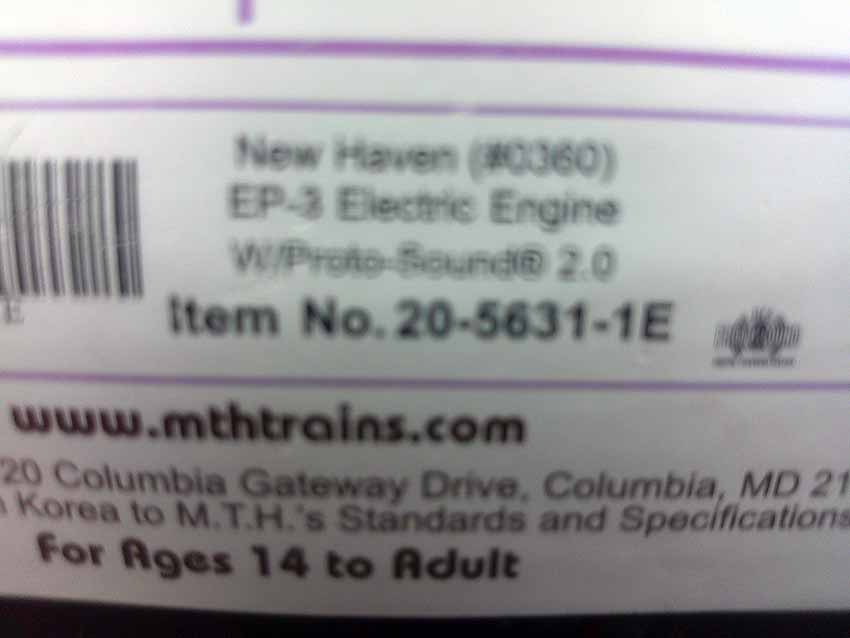 New Haven (#0360)
EP-3 Electric Engine
W/Proto-Sound® 2.0
E
Item No. 20-5631-1E
www.mthtrains.com
20 Columbia Gateway Drive, Columbia, MD 21
Korea to M.T.H.'s Standards and Specifications
For Ages 14 to Adult